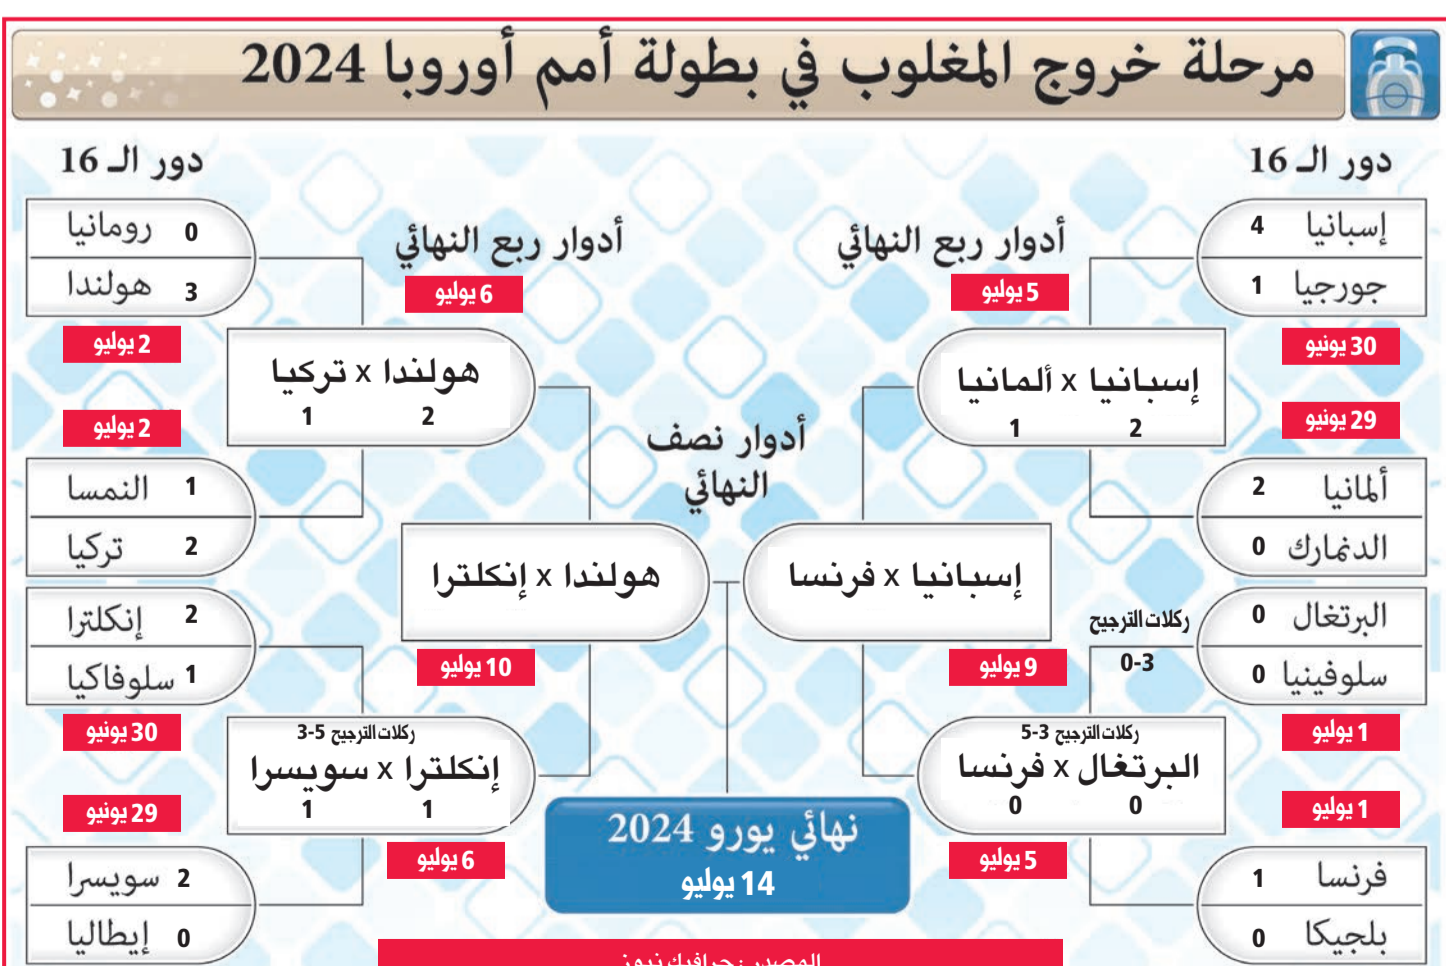 مرحلة خروج المغلوب في بطولة أمم أوروبا 2024
دور الـ 16
إسبانيا 4
جورجيا 1
30 يونيو
29 يونيو
ألمانيا 2
الدنمارك 0
البرتغال 0
سلوفينيا 0
ركلات الترجيح
0-3
1 يوليو
1 يوليو
فرنسا 1
بلجيكا 0
أدوار ربع النهائي
5 يوليو
إسبانيا x ألمانيا
2 1
ركلات الترجيح 3-5
البرتغال x فرنسا
0 0
5 يوليو
أدوار نصف
النهائي
إسبانيا x فرنسا
9 يوليو
هولندا x إنكلترا
10 يوليو
نهائي يورو 2024
14 يوليو
أدوار ربع النهائي
6 يوليو
هولندا x تركيا
2 1
ركلات الترجيح 5-3
إنكلترا x سويسرا
1 1
6 يوليو
دور الـ 16
رومانيا 0
هولندا 3
2 يوليو
2 يوليو
النمسا 1
تركيا 2
إنكلترا 2
سلوفاكيا 1
30 يونيو
29 يونيو
سويسرا 2
إيطاليا 0
المصدر: جرافيك نيوز